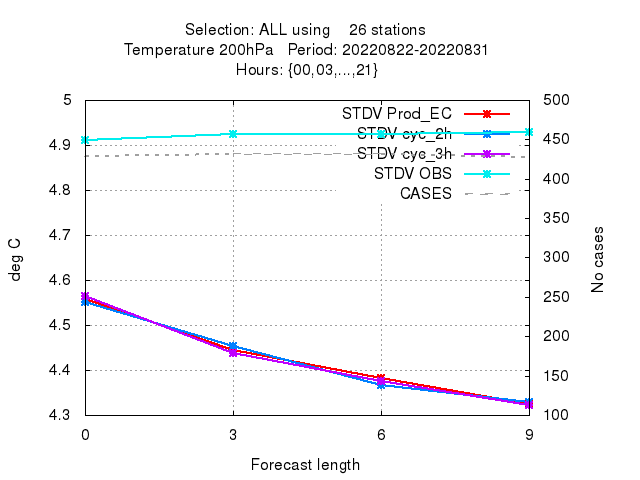 Selection: ALL using 26 stations
Temperature 200hPa Period: 20220822-20220831
Hours: {00,03,...,21}
5
4.9
4.8
4.7
4.6
4.5
4.4
4.3
deg C
STDV Prod_EC
STDV cyc_2h
STDV cyc_3h
STDV OBS
CASES
500
450
400
350
300
250
200
150
100
No cases
0 3 6 9
Forecast length